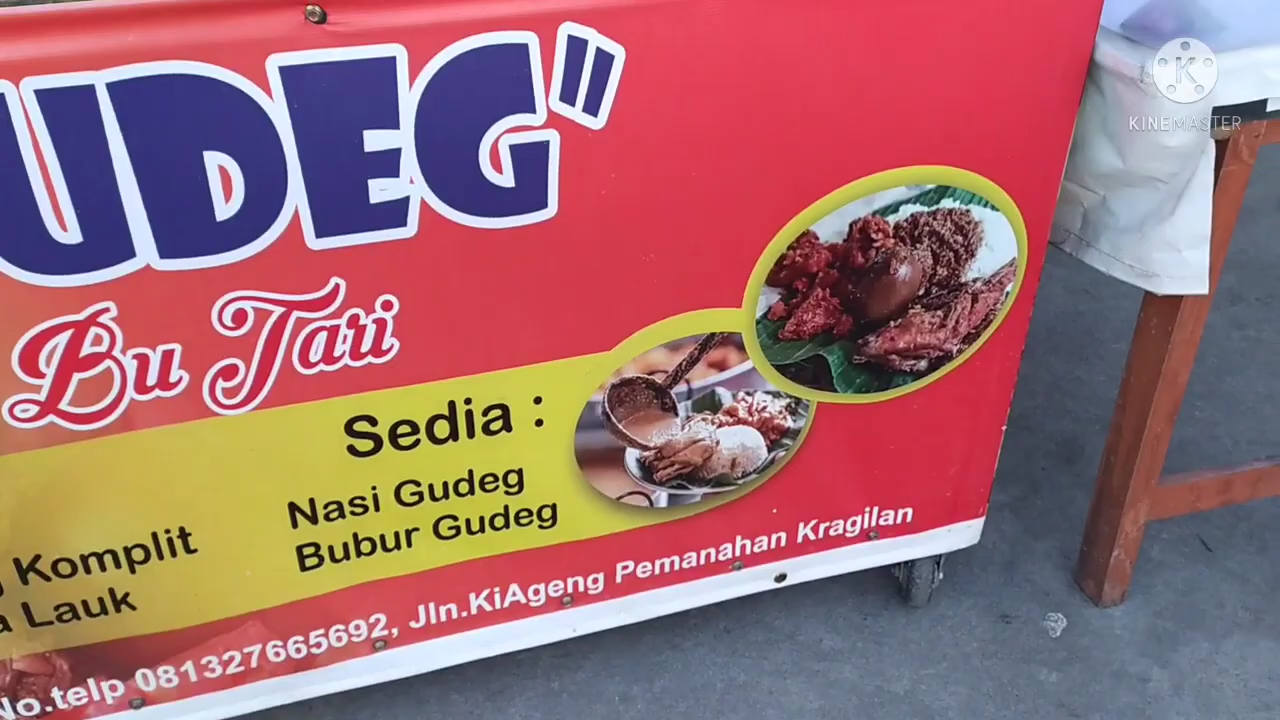 UDEG"
Bu Tari
Sedia :
Nasi Gudeg
Bubur Gudeg
Komplit
Lauk
No.telp 081327665692, Jln.KiAgeng Pemanahan Kragilan
K
KINEMASTER